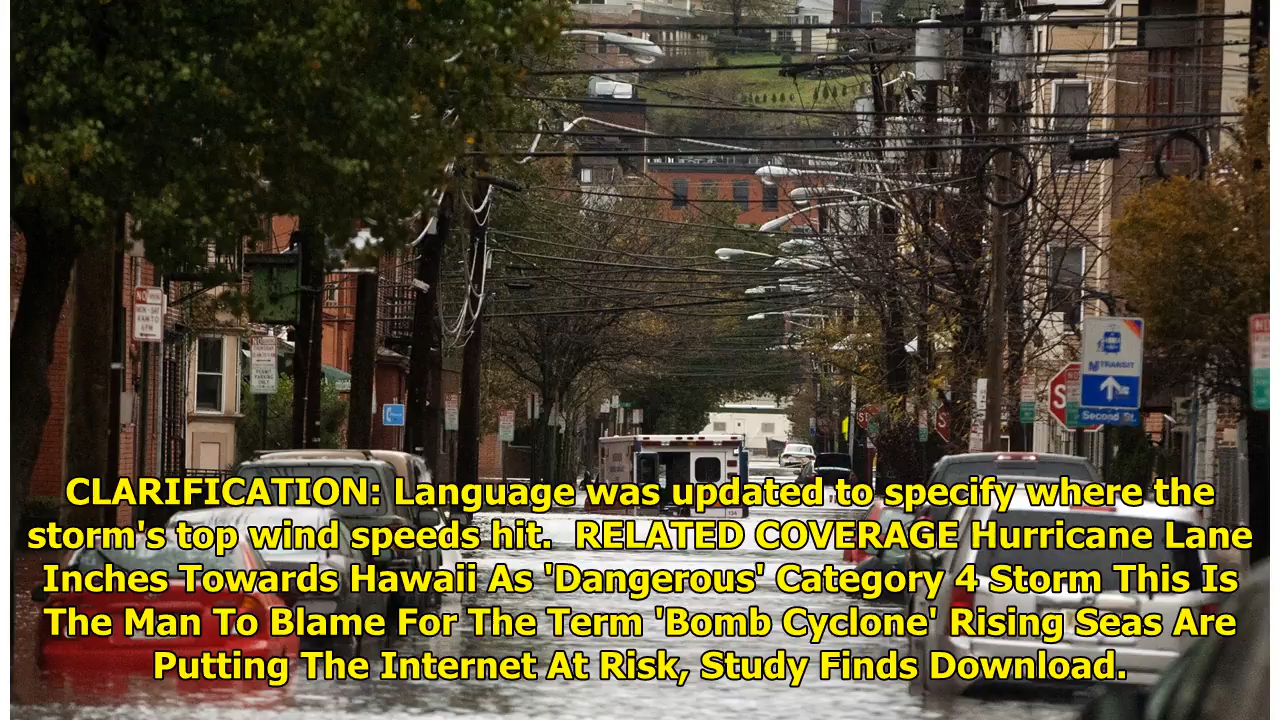 NJ TRANSIT
Second St.
CLARIFICATION: Language was updated to specify where the
storm's top wind speeds hit.  RELATED COVERAGE Hurricane Lane
Inches Towards Hawaii As 'Dangerous' Category 4 Storm This Is
The Man To Blame For The Term 'Bomb Cyclone' Rising Seas Are
Putting The Internet At Risk, Study Finds Download.